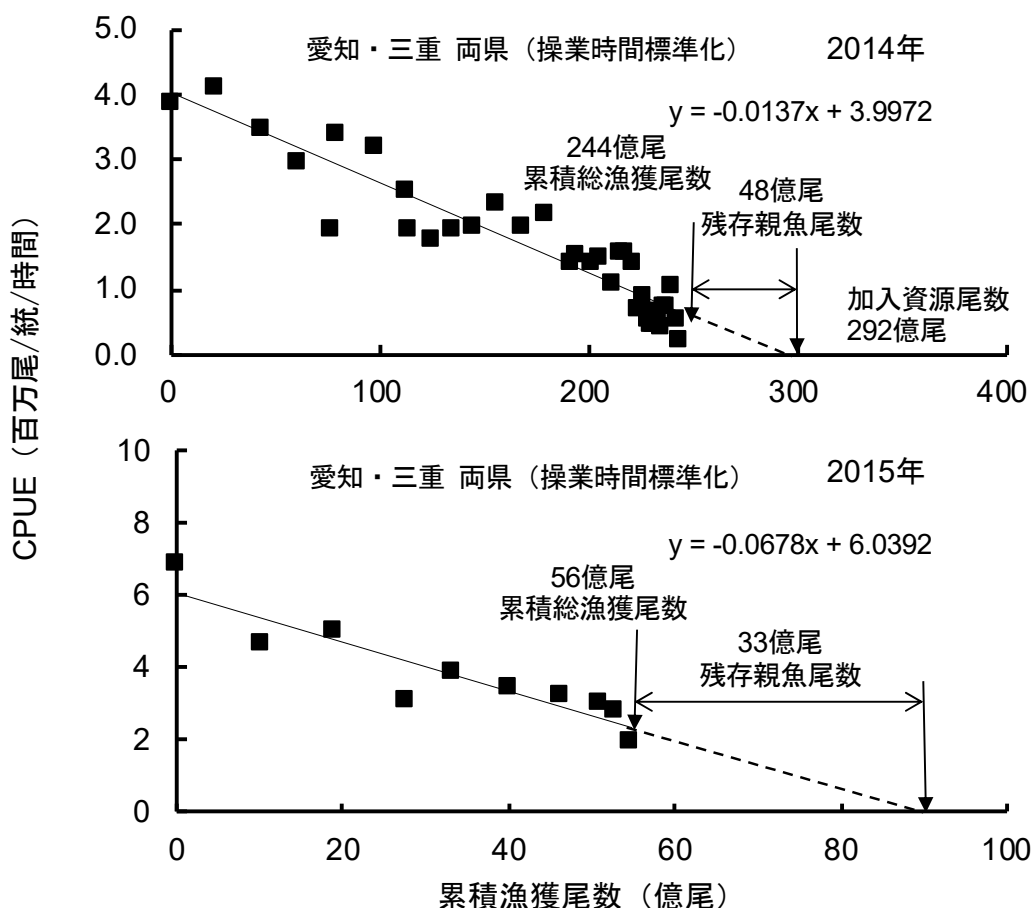 CPUE(百万尾/統/時間)
5.0
4.0
3.0
2.0
1.0
0.0
愛知・三重 両県(操業時間標準化)
2014年
y = -0.0137x + 3.9972
244億尾
累積総漁獲尾数
48億尾
残存親魚尾数
加入資源尾数
292億尾
0
100
200
300
400
10
8
6
4
2
0
愛知・三重 両県(操業時間標準化)
2015年
y = -0.0678x + 6.0392
56億尾
累積総漁獲尾数
33億尾
残存親魚尾数
0
20
40
60
80
100
累積漁獲尾数(億尾)